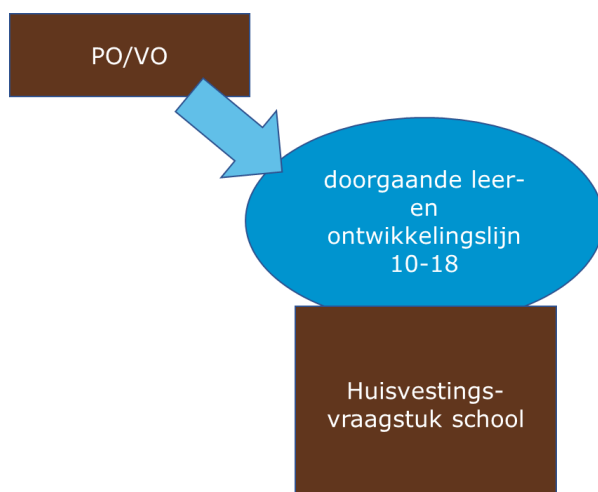 PO/VO
doorgaande leer-
en
ontwikkelingslijn
10-18
Huisvestings-
vraagstuk school